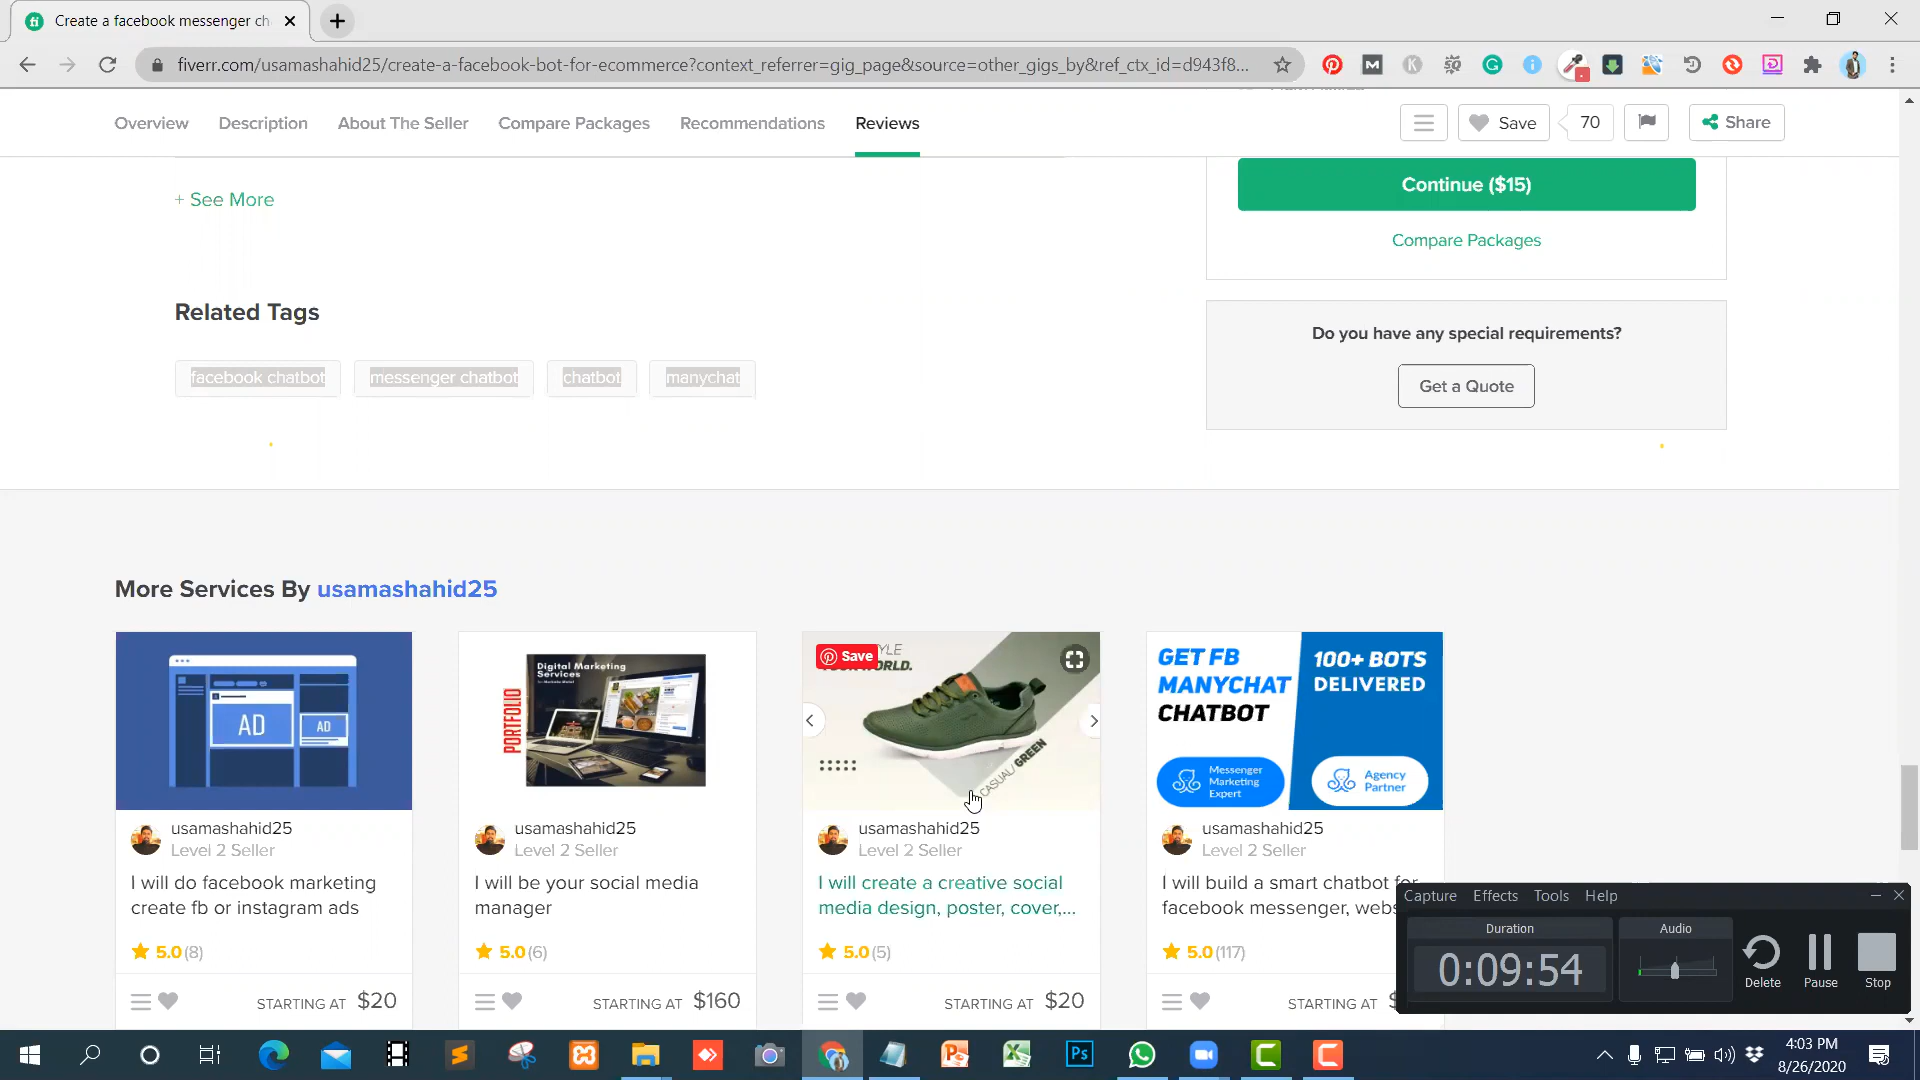 Create a facebook messenger ch
fiverr.com/usamashahid25/create-a-facebook-bot-for-ecommerce?context_referrer=gig_page&source=other_gigs_by&ref_ctx_id=d943f8...
Overview Description About The Seller Compare Packages Recommendations Reviews
Save 70 Share
+ See More
Continue ($15)
Compare Packages
Related Tags
facebook chatbot messenger chatbot chatbot manychat
Do you have any special requirements?
Get a Quote
More Services By usamashahid25
AD AD
PORTFOLIO
Digital Marketing
Services
Save
WORLD.
CASUAL/GREEN
GET FB
MANYCHAT
CHATBOT
100+ BOTS
DELIVERED
Messenger
Marketing
Expert
Agency
Partner
usamashahid25
Level 2 Seller
I will do facebook marketing
create fb or instagram ads
5.0 (8)
STARTING AT $20
usamashahid25
Level 2 Seller
I will be your social media
manager
5.0 (6)
STARTING AT $160
usamashahid25
Level 2 Seller
I will create a creative social
media design, poster, cover,...
5.0 (5)
STARTING AT $20
usamashahid25
Level 2 Seller
I will build a smart chatbot for
facebook messenger, webs
5.0 (117)
STARTING AT
Capture Effects Tools Help
Duration
0:09:54
Audio
Delete Pause Stop
4:03 PM
8/26/2020